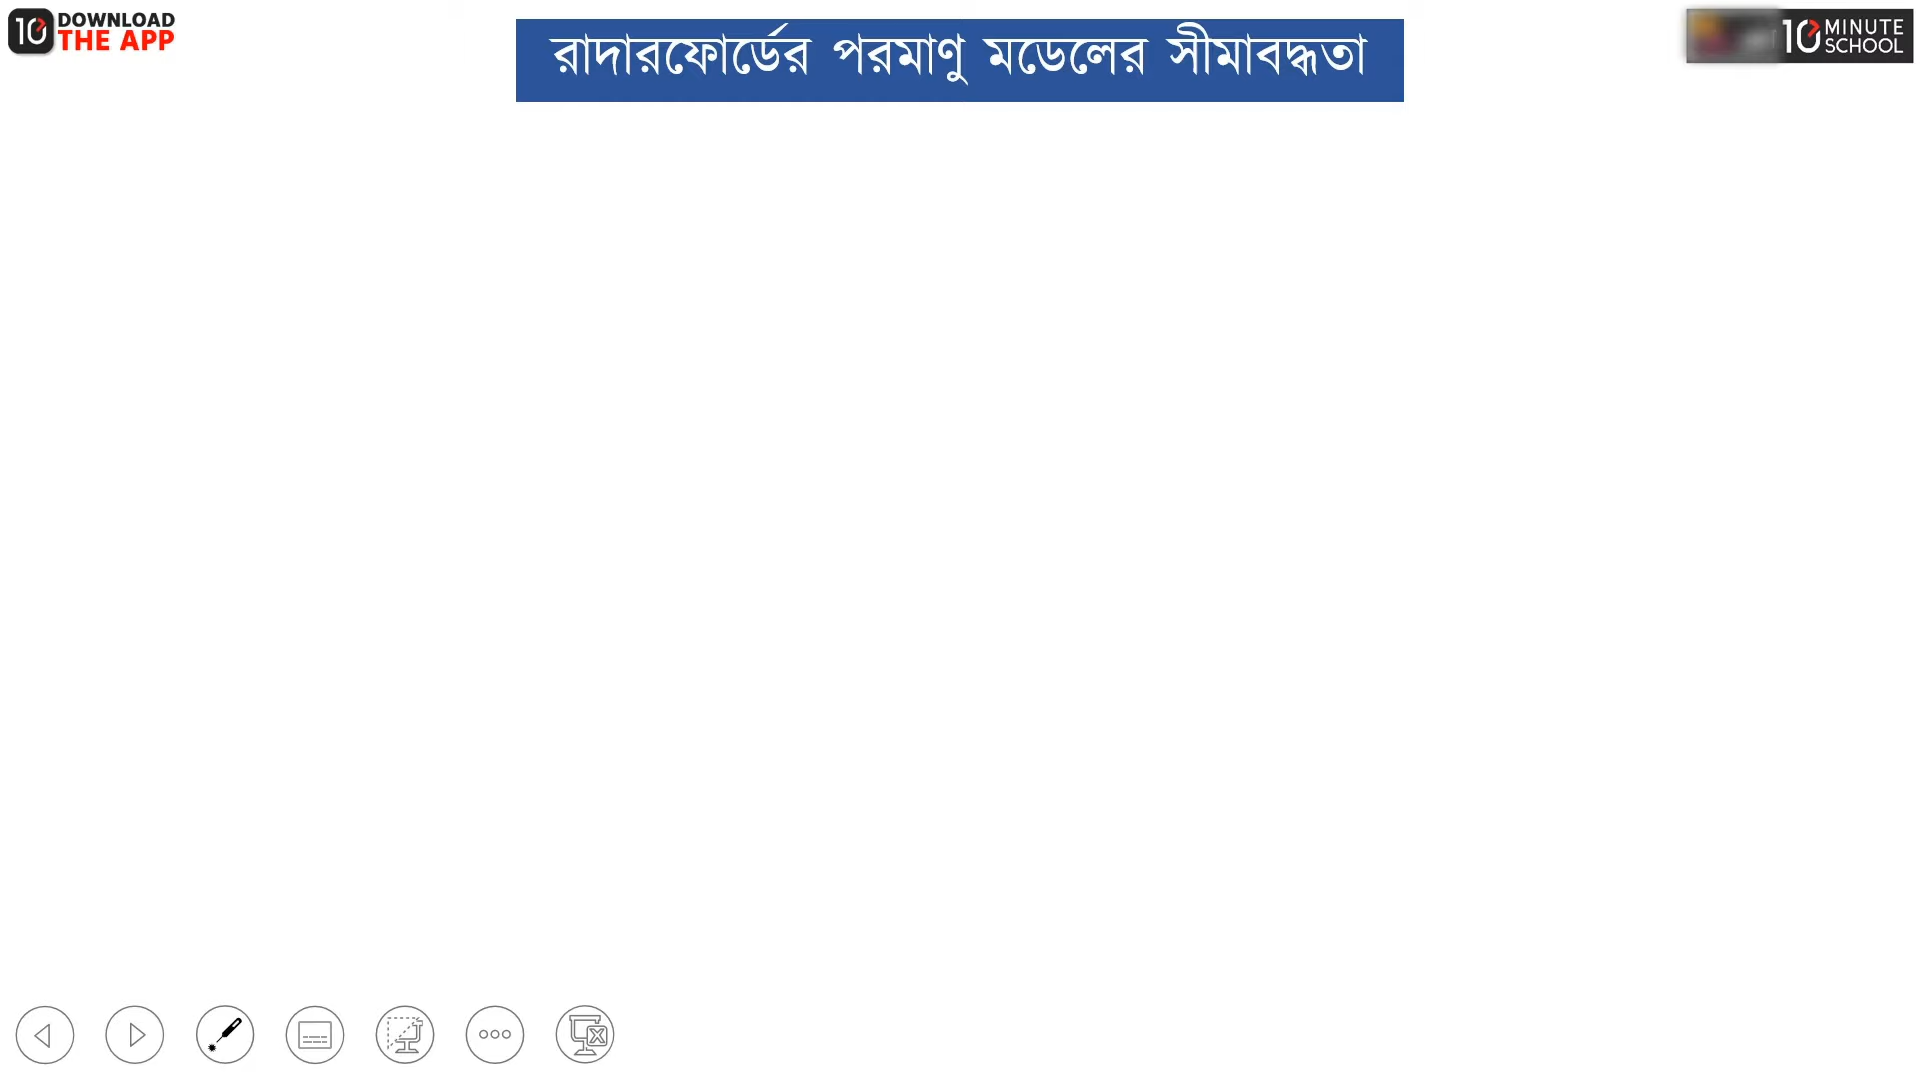 10 DOWNLOAD
THE APP
রাদারফোর্ডের পরমাণু মডেলের সীমাবদ্ধতা
10 MINUTE
SCHOOL